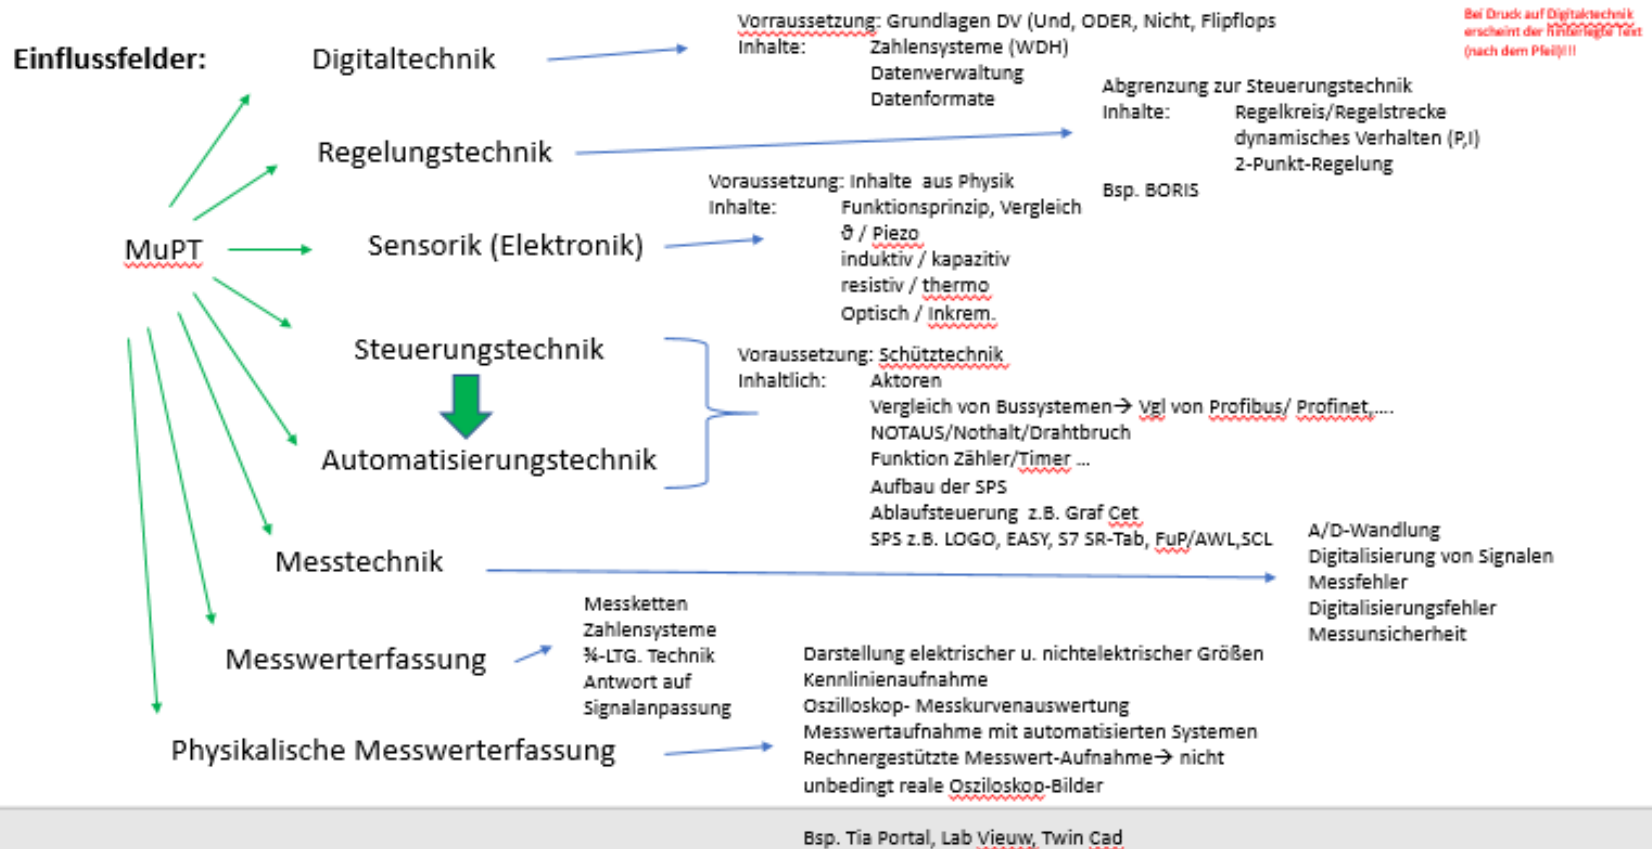 Einflussfelder:
Digitaltechnik
Vorraussetzung: Grundlagen DV (Und, ODER, Nicht, Flipflops
Inhalte: Zahlensysteme (WDH)
Datenverwaltung
Datenformate
Bei Druck auf Digitaktechnik
erscheint der hinterlegte Text
(nach dem Pfeil)!!!
Regelungstechnik
Abgrenzung zur Steuerungstechnik
Inhalte: Regelkreis/Regelstrecke
dynamisches Verhalten (P,I)
2-Punkt-Regelung
Bsp. BORIS
MuPT
Sensorik (Elektronik)
Voraussetzung: Inhalte aus Physik
Inhalte: Funktionsprinzip, Vergleich
ϑ / Piezo
induktiv / kapazitiv
resistiv / thermo
Optisch / Inkrem.
Steuerungstechnik
Automatisierungstechnik
Voraussetzung: Schütztechnik
Inhaltlich: Aktoren
Vergleich von Bussystemen→ Vgl von Profibus/ Profinet,....
NOTAUS/Nothalt/Drahtbruch
Funktion Zähler/Timer ...
Aufbau der SPS
Ablaufsteuerung z.B. Graf Cet
SPS z.B. LOGO, EASY, S7 SR-Tab, FuP/AWL,SCL
Messtechnik
A/D-Wandlung
Digitalisierung von Signalen
Messfehler
Digitalisierungsfehler
Messunsicherheit
Messwerterfassung
Messketten
Zahlensysteme
¾-LTG. Technik
Antwort auf
Signalanpassung
Physikalische Messwerterfassung
Darstellung elektrischer u. nichtelektrischer Größen
Kennlinienaufnahme
Oszilloskop- Messkurvenauswertung
Messwertaufnahme mit automatisierten Systemen
Rechnergestützte Messwert-Aufnahme→ nicht
unbedingt reale Osziloskop-Bilder
Bsp. Tia Portal, Lab Vieuw, Twin Cad